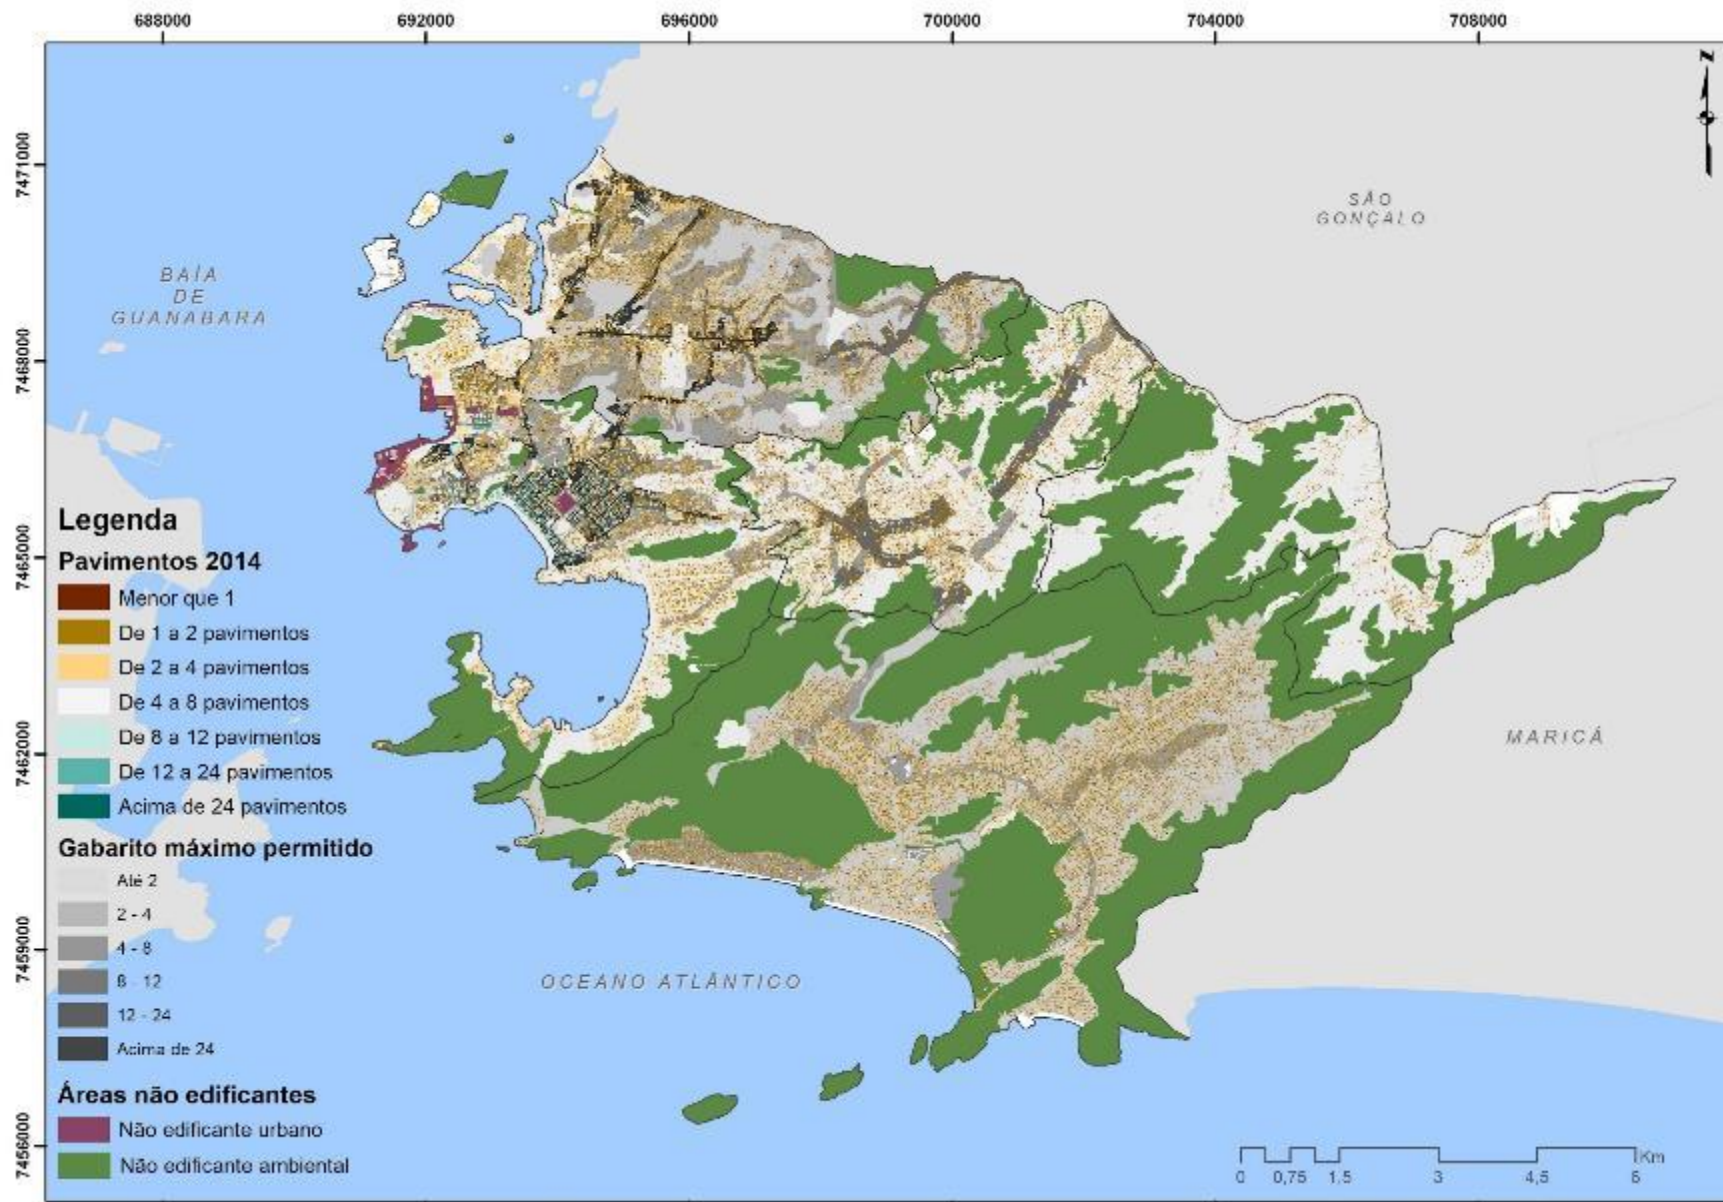 688000 692000 696000 700000 704000 708000
N
7471000
7468000
7465000
7462000
7459000
7456000
SÃO
GONÇALO
BAÍA
DE
GUANABARA
MARICÁ
OCEANO ATLÂNTICO
Legenda
Pavimentos 2014
Menor que 1
De 1 a 2 pavimentos
De 2 a 4 pavimentos
De 4 a 8 pavimentos
De 8 a 12 pavimentos
De 12 a 24 pavimentos
Acima de 24 pavimentos
Gabarito máximo permitido
Até 2
2 - 4
4 - 8
8 - 12
12 - 24
Acima de 24
Áreas não edificantes
Não edificante urbano
Não edificante ambiental
Km
0 0,75 1,5 3 4,5 6